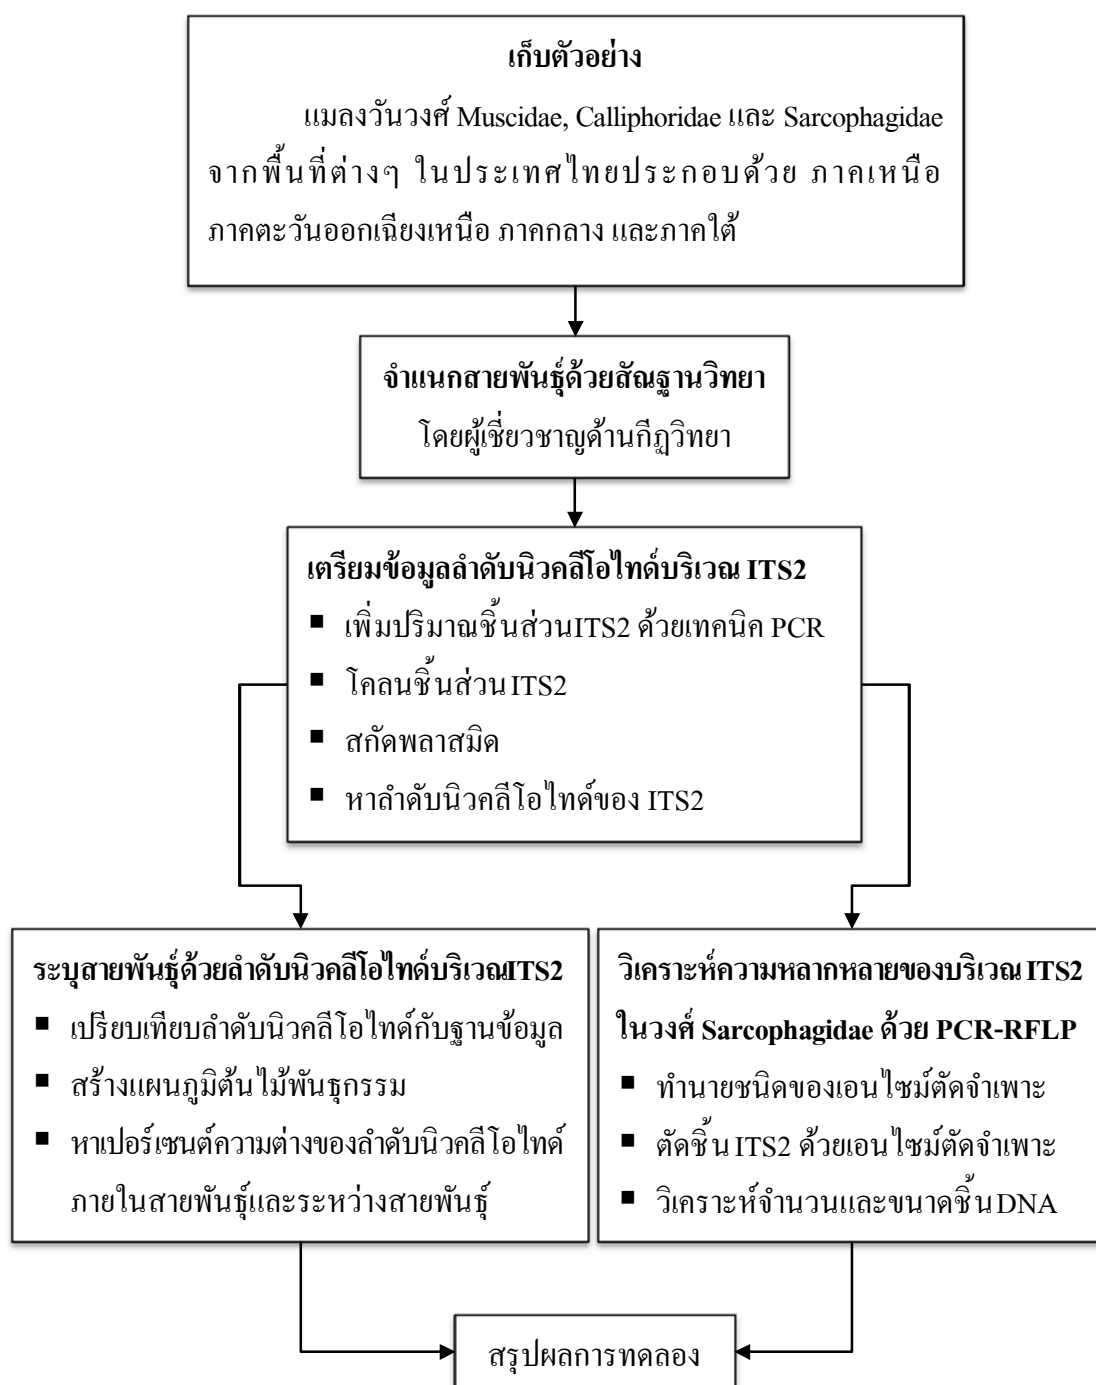 เก็บตัวอย่าง
แมลงวันวงศ์ Muscidae, Calliphoridae และ Sarcophagidae
จากพื้นที่ต่างๆ ในประเทศไทยประกอบด้วย ภาคเหนือ
ภาคตะวันออกเฉียงเหนือ ภาคกลาง และภาคใต้
จำแนกสายพันธุ์ด้วยสัณฐานวิทยา
โดยผู้เชี่ยวชาญด้านกีฏวิทยา
เตรียมข้อมูลลำดับนิวคลีโอไทด์บริเวณ ITS2
▪ เพิ่มปริมาณชิ้นส่วนITS2 ด้วยเทคนิค PCR
▪ โคลนชิ้นส่วน ITS2
▪ สกัดพลาสมิด
▪ หาลำดับนิวคลีโอไทด์ของ ITS2
ระบุสายพันธุ์ด้วยลำดับนิวคลีโอไทด์บริเวณITS2
▪ เปรียบเทียบลำดับนิวคลีโอไทด์กับฐานข้อมูล
▪ สร้างแผนภูมิต้นไม้พันธุกรรม
▪ หาเปอร์เซนต์ความต่างของลำดับนิวคลีโอไทด์
ภายในสายพันธุ์และระหว่างสายพันธุ์
วิเคราะห์ความหลากหลายของบริเวณ ITS2
ในวงศ์ Sarcophagidae ด้วย PCR-RFLP
▪ ทำนายชนิดของเอนไซม์ตัดจำเพาะ
▪ ตัดชิ้น ITS2 ด้วยเอนไซม์ตัดจำเพาะ
▪ วิเคราะห์จำนวนและขนาดชิ้น DNA
สรุปผลการทดลอง